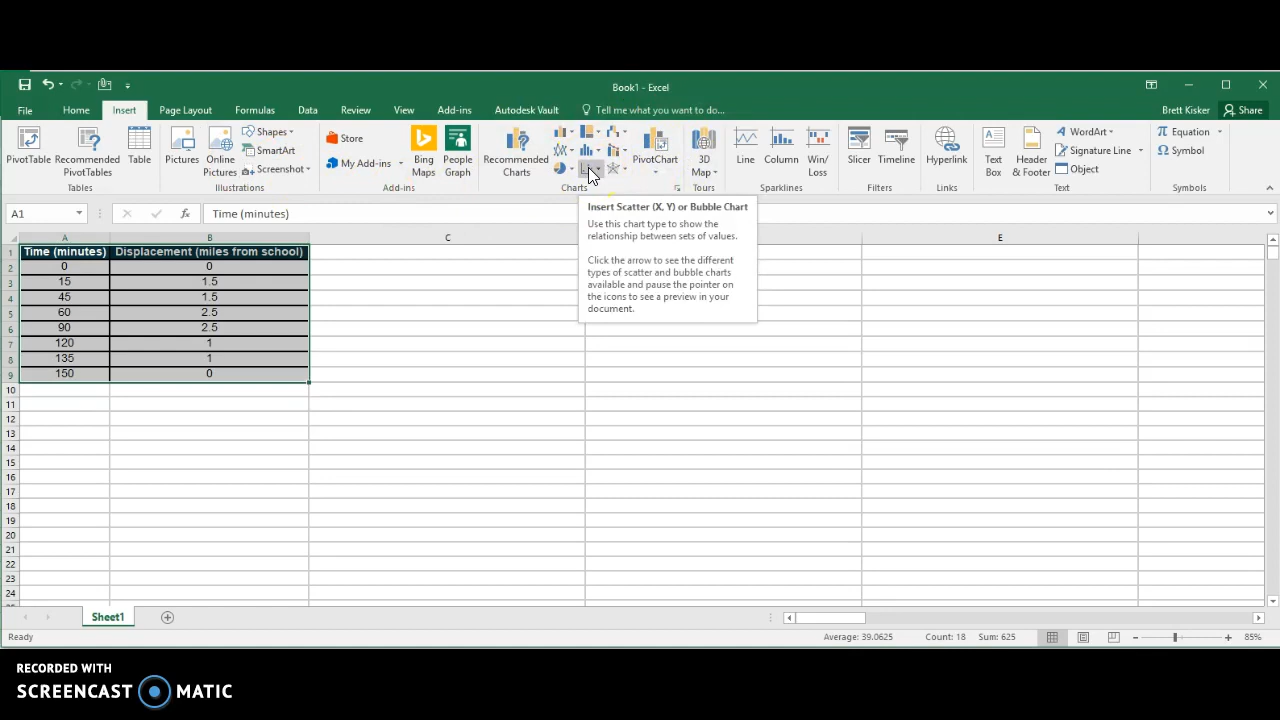 Book1 - Excel
File Home Insert Page Layout Formulas Data Review View Add-ins Autodesk Vault Tell me what you want to do... Brett Kisker Share
PivotTable
Recommended
PivotTables
Table
Tables
Pictures
Online
Pictures
Shapes
SmartArt
Screenshot
Illustrations
Store
My Add-ins
Bing
Maps
People
Graph
Add-ins
Recommended
Charts
PivotChart
Charts
3D
Map
Tours
Line
Column
Win/
Loss
Sparklines
Slicer
Timeline
Filters
Hyperlink
Links
Text
Box
Header
& Footer
WordArt
Signature Line
Object
Text
Equation
Symbol
Symbols
A1
Time (minutes)
Insert Scatter (X, Y) or Bubble Chart
Use this chart type to show the
relationship between sets of values.
Click the arrow to see the different
types of scatter and bubble charts
available and pause the pointer on
the icons to see a preview in your
document.
A B C E
1 Time (minutes) Displacement (miles from school)
2 0 0
3 15 1.5
4 45 1.5
5 60 2.5
6 90 2.5
7 120 1
8 135 1
9 150 0
10
11
12
13
14
15
16
17
18
19
20
21
22
23
24
Sheet1
Ready Average: 39.0625 Count: 18 Sum: 625 85%
RECORDED WITH
SCREENCAST MATIC